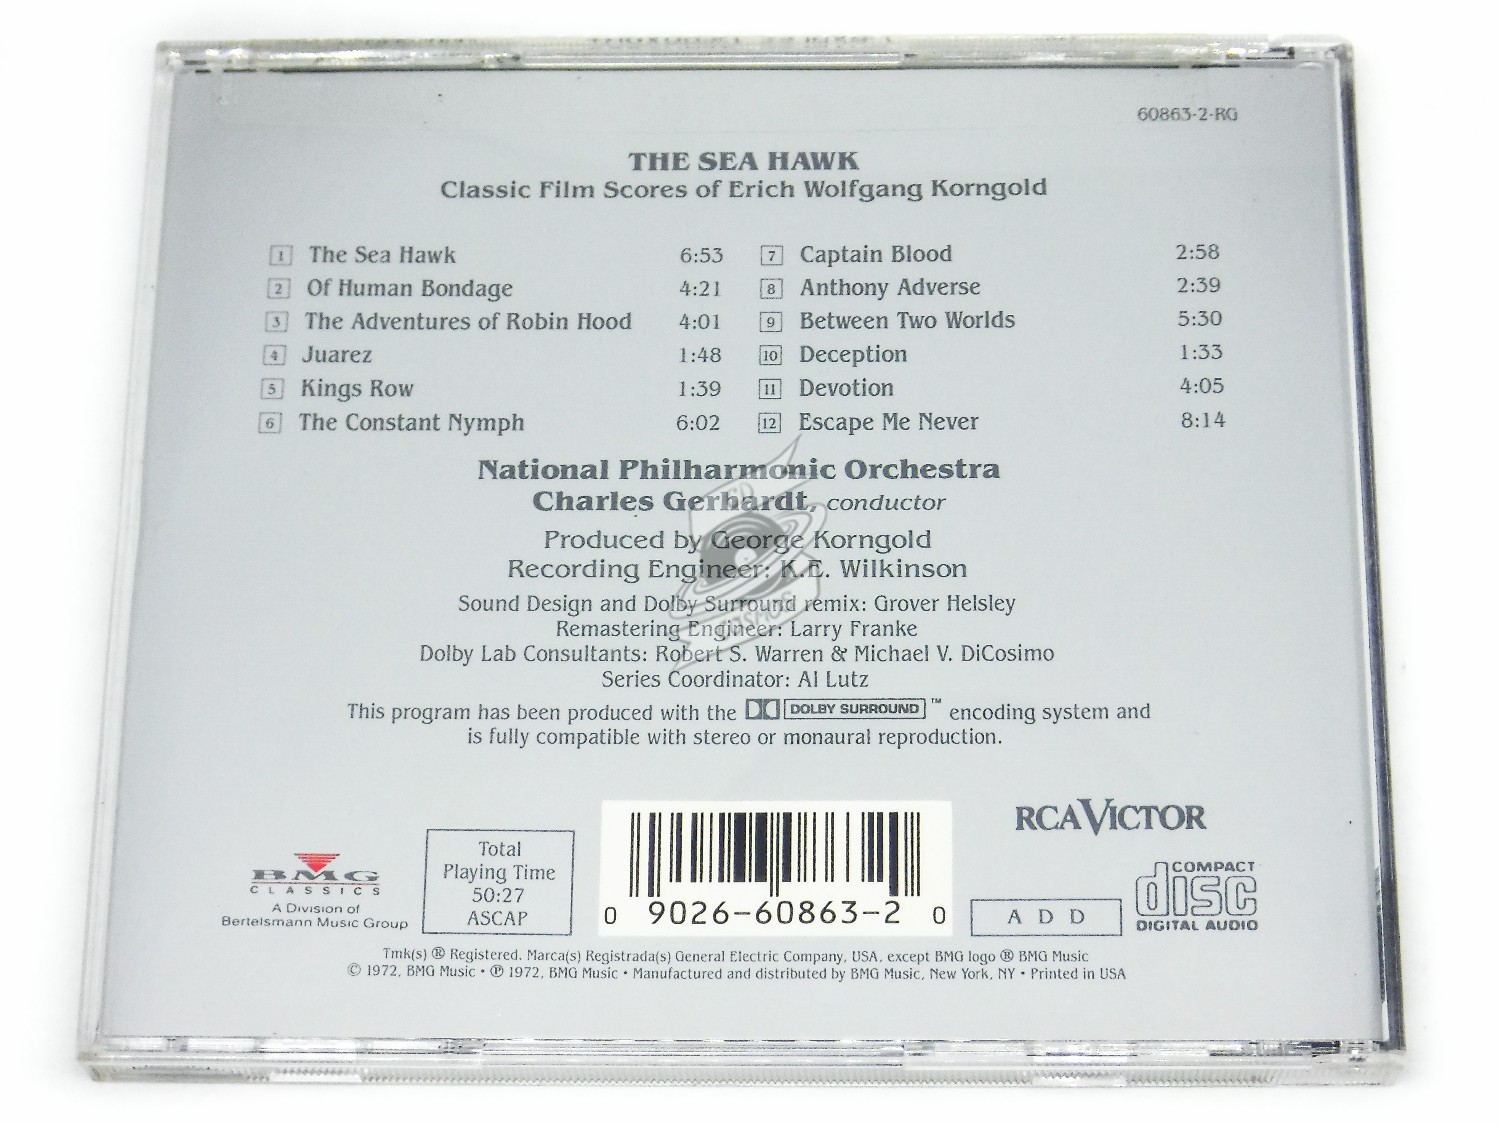 60863-2-RG
THE SEA HAWK
Classic Film Scores of Erich Wolfgang Korngold
1 The Sea Hawk 6:53
2 Of Human Bondage 4:21
3 The Adventures of Robin Hood 4:01
4 Juarez 1:48
5 Kings Row 1:39
6 The Constant Nymph 6:02
7 Captain Blood 2:58
8 Anthony Adverse 2:39
9 Between Two Worlds 5:30
10 Deception 1:33
11 Devotion 4:05
12 Escape Me Never 8:14
National Philharmonic Orchestra
Charles Gerhardt, conductor
Produced by George Korngold
Recording Engineer: K.E. Wilkinson
Sound Design and Dolby Surround remix: Grover Helsley
Remastering Engineer: Larry Franke
Dolby Lab Consultants: Robert S. Warren & Michael V. DiCosimo
Series Coordinator: Al Lutz
This program has been produced with the DOLBY SURROUND ™ encoding system and
is fully compatible with stereo or monaural reproduction.
CD
COSMOS
BMG
CLASSICS
A Division of
Bertelsmann Music Group
Total
Playing Time
50:27
ASCAP
0 9026-60863-2 0
RCA VICTOR
ADD
COMPACT
disc
DIGITAL AUDIO
Tmk(s) ® Registered. Marca(s) Registrada(s) General Electric Company, USA, except BMG logo ® BMG Music
© 1972, BMG Music • ℗ 1972, BMG Music • Manufactured and distributed by BMG Music, New York, NY • Printed in USA